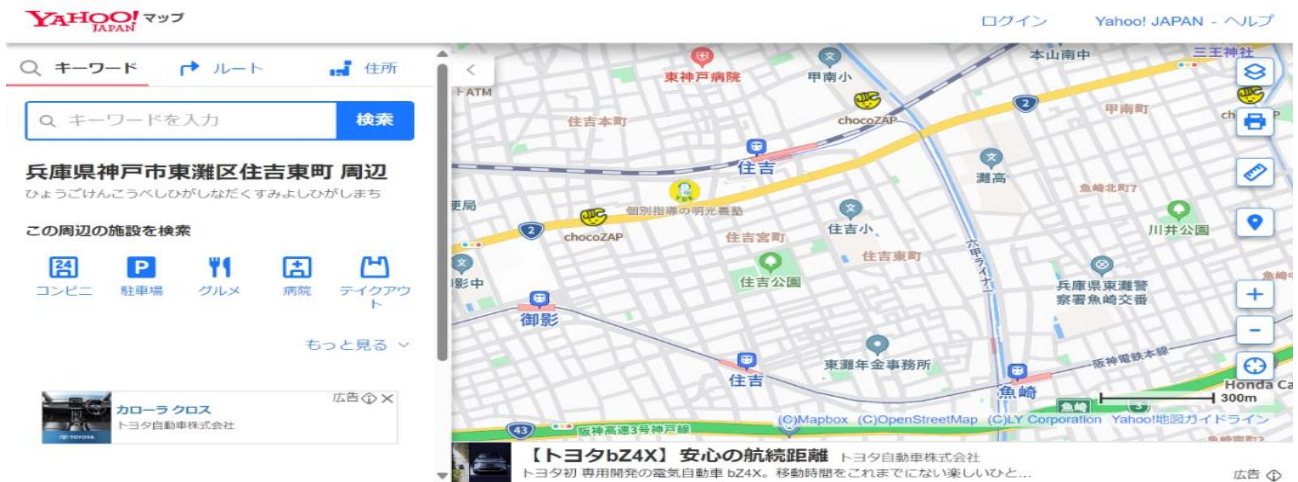 YAHOO! JAPAN マップ
ログイン
Yahoo! JAPAN - ヘルプ
キーワード
ルート
住所
キーワードを入力
検索
兵庫県神戸市東灘区住吉東町 周辺
ひょうごけんこうべしひがしなだくすみよしひがしまち
この周辺の施設を検索
24
コンビニ
P
駐車場
グルメ
病院
テイクアウ
ト
もっと見る
広告
カローラ クロス
トヨタ自動車株式会社
TOYOTA
ATM
東神戸病院
甲南小
本山南中
三王神社
住吉本町
chocoZAP
2
甲南町
住吉
灘高
魚崎北町7
個別指導の明光義塾
更局
2
chocoZAP
住吉宮町
住吉小
住吉東町
川井公園
六甲ライナー
影中
住吉公園
兵庫県東灘警
察署魚崎交番
御影
東灘年金事務所
住吉
魚崎
阪神電鉄本線
Honda Ca
300m
魚崎
3
43
阪神高速3号神戸線
(C)Mapbox (C)OpenStreetMap (C)LY Corporation Yahoo!地図ガイドライン
【トヨタbZ4X】安心の航続距離 トヨタ自動車株式会社
トヨタ初 専用開発の電気自動車 bZ4X。移動時間をこれまでにない楽しいひと...
広告